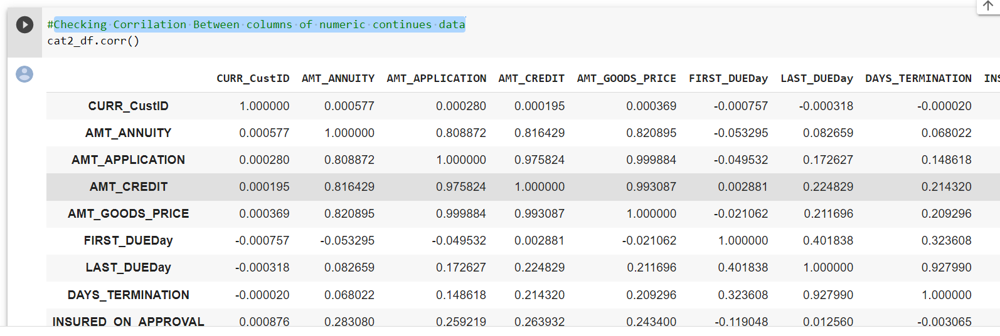 #Checking Corrilation Between columns of numeric continues data
cat2_df.corr()
CURR_CustID AMT_ANNUITY AMT_APPLICATION AMT_CREDIT AMT_GOODS_PRICE FIRST_DUEDay LAST_DUEDay DAYS_TERMINATION INS
CURR_CustID 1.000000 0.000577 0.000280 0.000195 0.000369 -0.000757 -0.000318 -0.000020
AMT_ANNUITY 0.000577 1.000000 0.808872 0.816429 0.820895 -0.053295 0.082659 0.068022
AMT_APPLICATION 0.000280 0.808872 1.000000 0.975824 0.999884 -0.049532 0.172627 0.148618
AMT_CREDIT 0.000195 0.816429 0.975824 1.000000 0.993087 0.002881 0.224829 0.214320
AMT_GOODS_PRICE 0.000369 0.820895 0.999884 0.993087 1.000000 -0.021062 0.211696 0.209296
FIRST_DUEDay -0.000757 -0.053295 -0.049532 0.002881 -0.021062 1.000000 0.401838 0.323608
LAST_DUEDay -0.000318 0.082659 0.172627 0.224829 0.211696 0.401838 1.000000 0.927990
DAYS_TERMINATION -0.000020 0.068022 0.148618 0.214320 0.209296 0.323608 0.927990 1.000000
INSURED_ON_APPROVAL 0.000876 0.283080 0.259219 0.263932 0.243400 -0.119048 0.012560 -0.003065